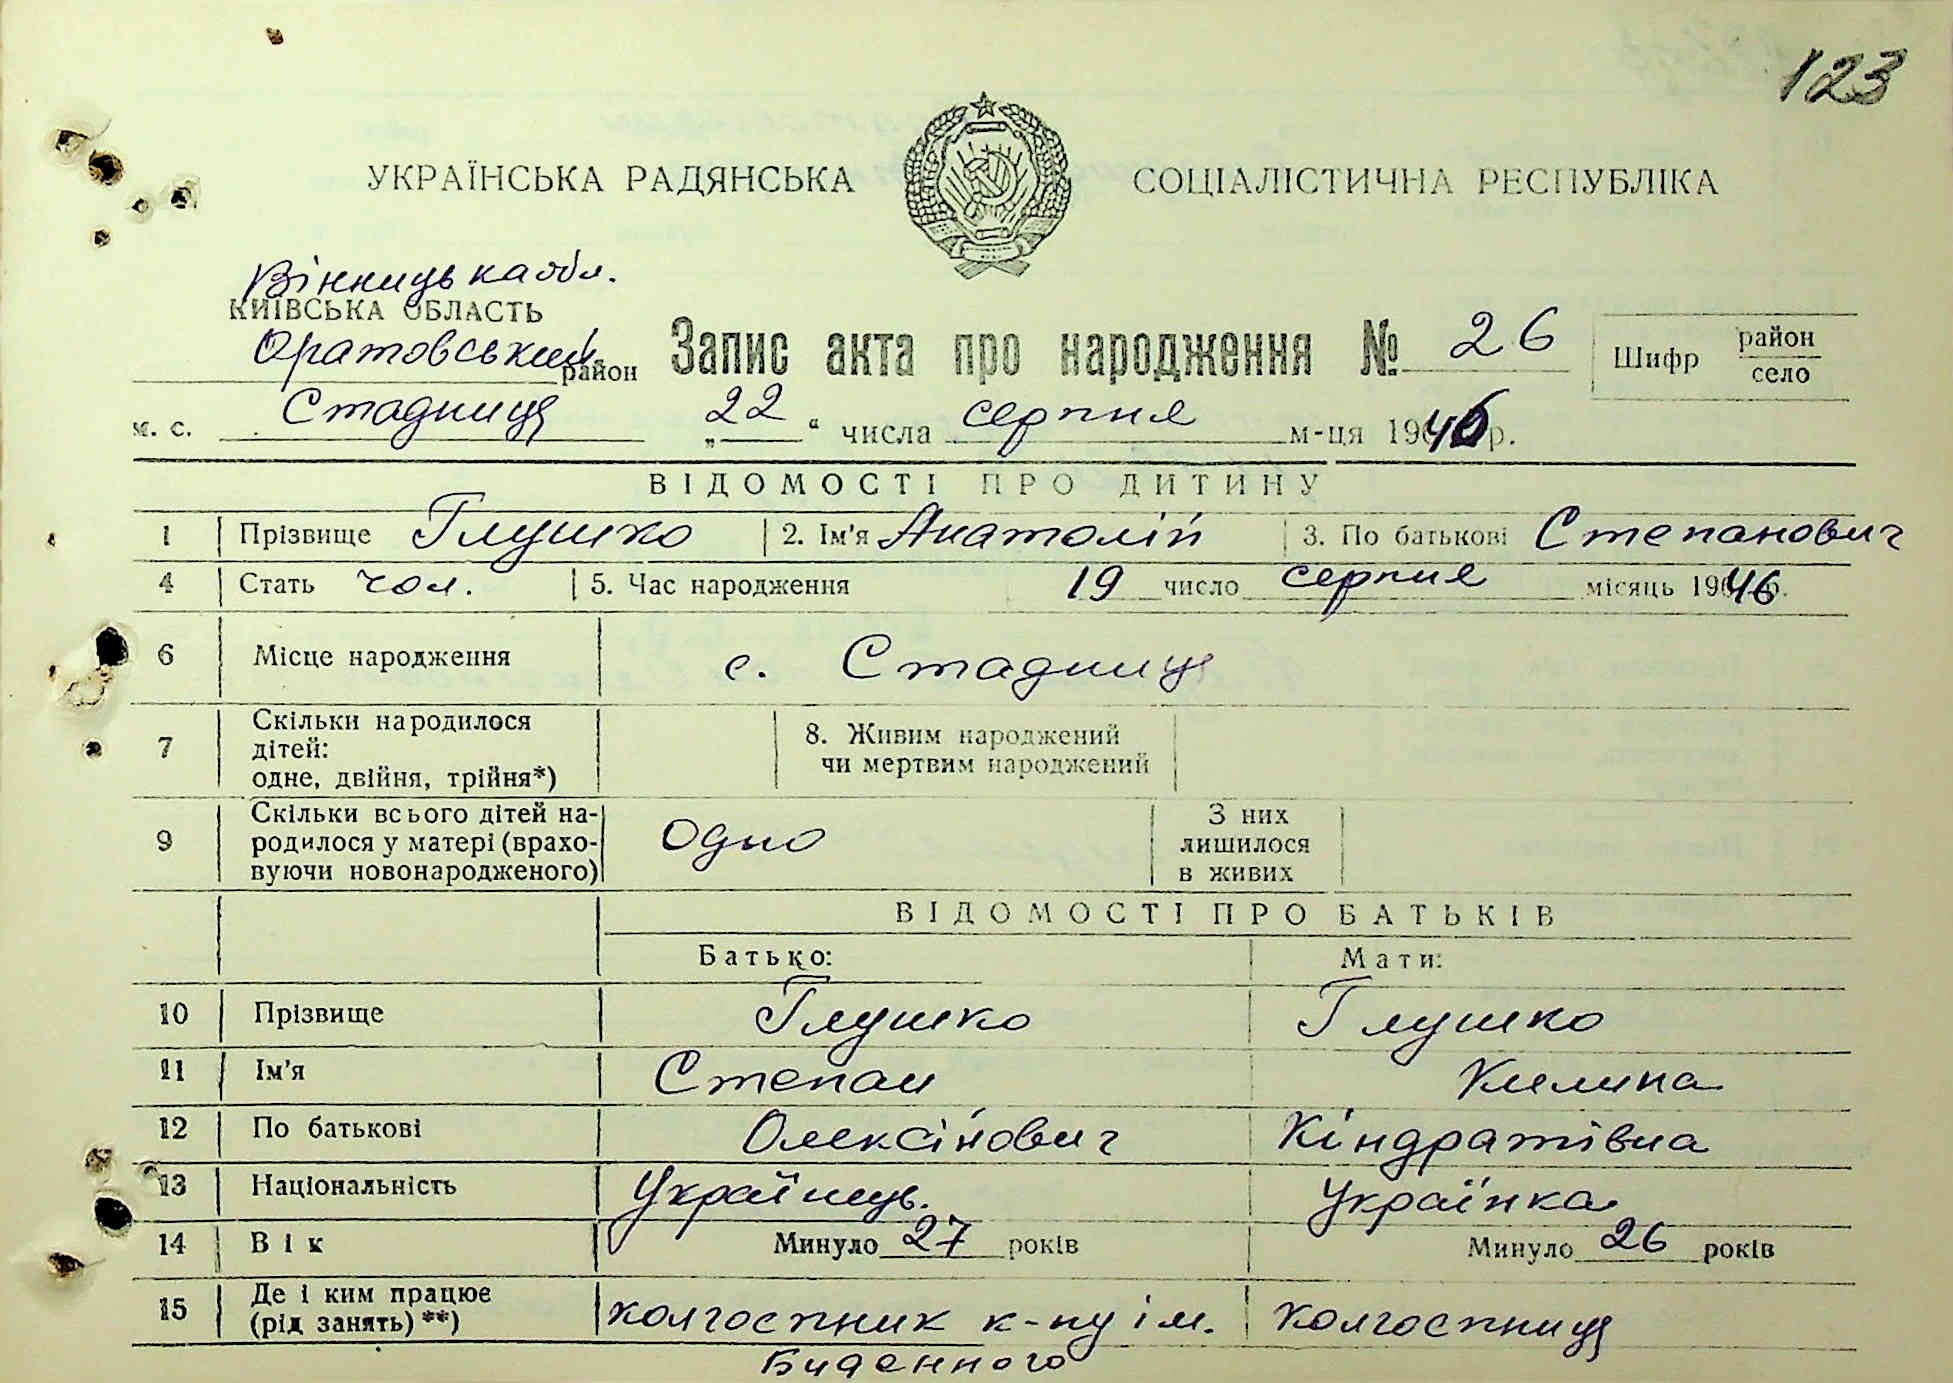 123
УКРАЇНСЬКА РАДЯНСЬКА СОЦІАЛІСТИЧНА РЕСПУБЛІКА
Вінницька обл.
КИЇВСЬКА ОБЛАСТЬ
Оратовський район
Запис акта про народження № 26
Шифр район село
м. с. Стадниця „22“ числа серпня м-ця 1946 р.
ВІДОМОСТІ ПРО ДИТИНУ
1 Прізвище Глушко 2. Ім'я Анатолій 3. По батькові Степанович
4 Стать чол. 5. Час народження 19 число серпня місяць 1946 р.
6 Місце народження с. Стадниця
7 Скільки народилося дітей: одне, двійня, трійня*) 8. Живим народжений чи мертвим народжений
9 Скільки всього дітей на-родилося у матері (врахо-вуючи новонародженого) Одно З них лишилося в живих
ВІДОМОСТІ ПРО БАТЬКІВ
Батько: Мати:
10 Прізвище Глушко Глушко
11 Ім'я Степан Килина
12 По батькові Олексійович Кіндратівна
13 Національність Українець. Українка
14 Вік Минуло 27 років Минуло 26 років
15 Де і ким працює (рід занять) **) колгоспник к-пу ім. колгоспниця
Буденного